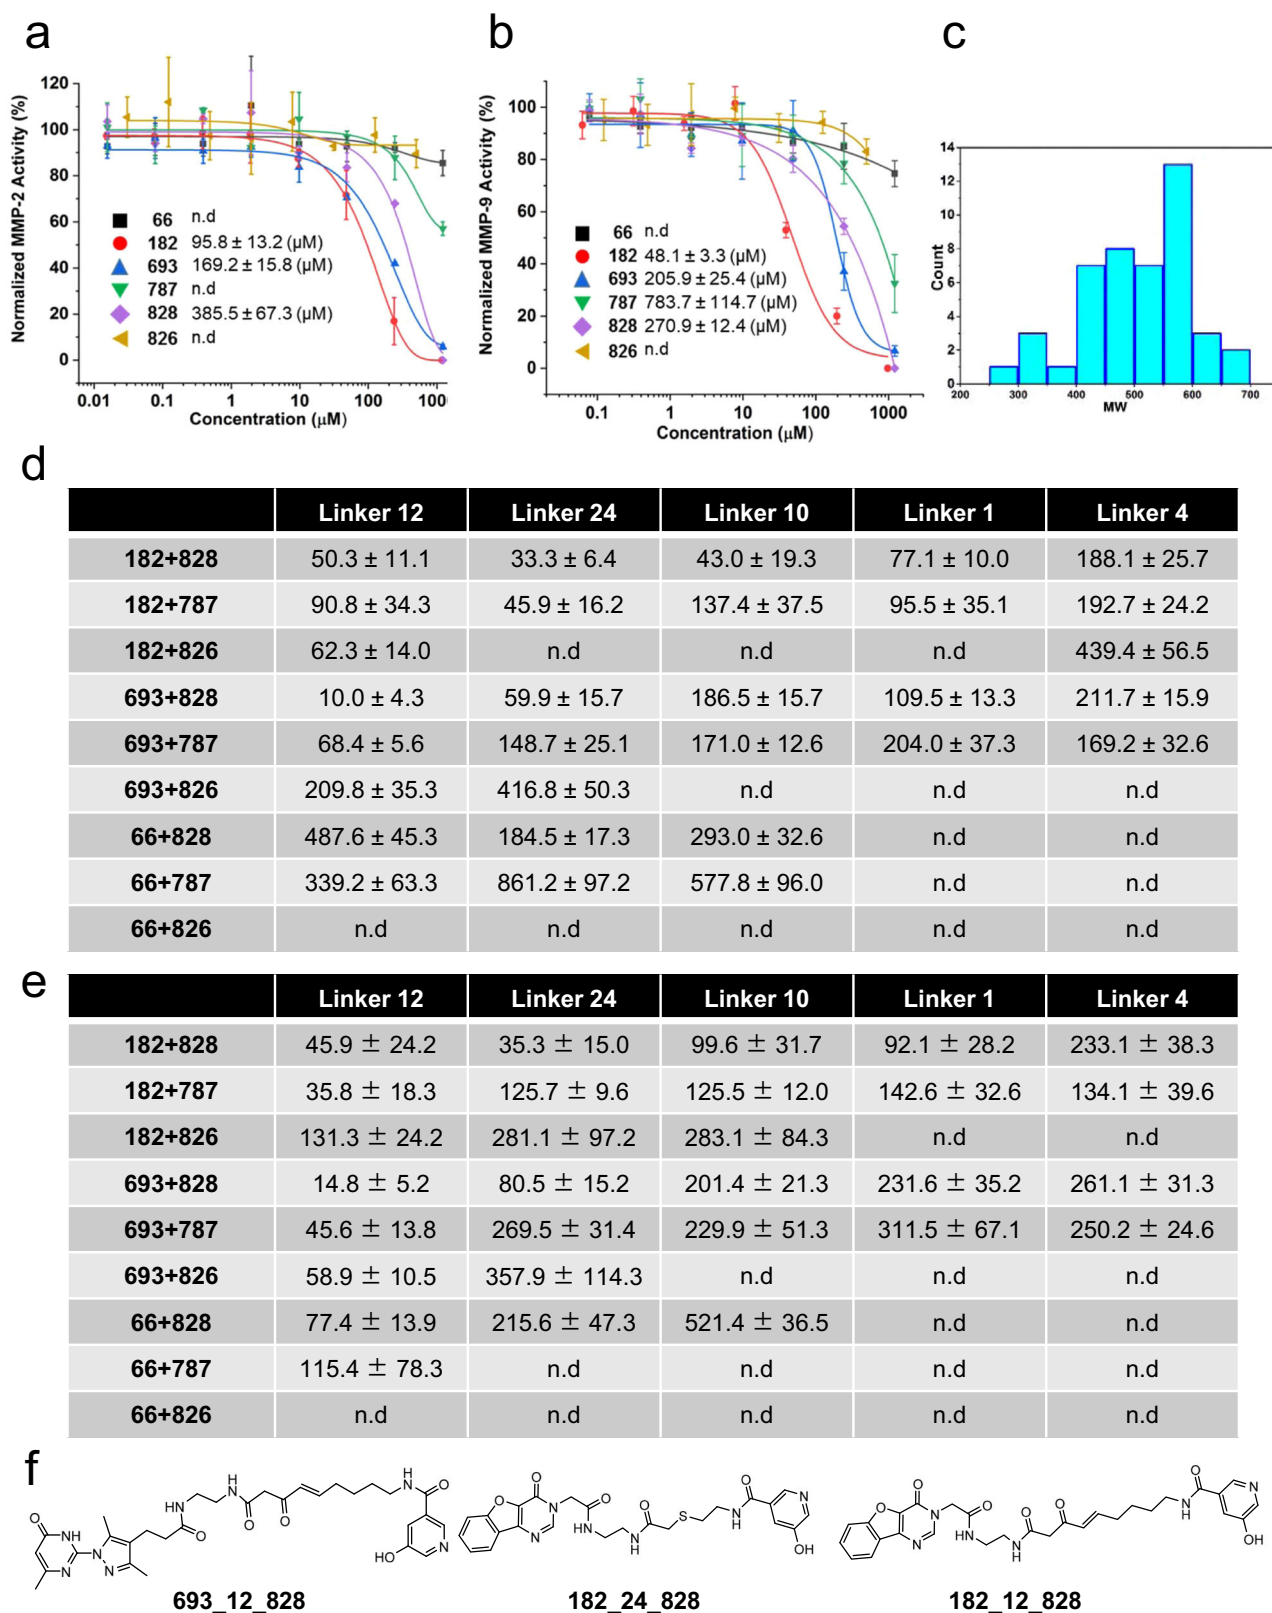 a
Normalized MMP-2 Activity (%)
120
100
80
60
40
20
0
66 n.d
182 95.8 ± 13.2 (μM)
693 169.2 ± 15.8 (μM)
787 n.d
828 385.5 ± 67.3 (μM)
826 n.d
0.01 0.1 1 10 100 1000
Concentration (μM)
b
Normalized MMP-9 Activity (%)
100
80
60
40
20
0
66 n.d
182 48.1 ± 3.3 (μM)
693 205.9 ± 25.4 (μM)
787 783.7 ± 114.7 (μM)
828 270.9 ± 12.4 (μM)
826 n.d
0.1 1 10 100 1000
Concentration (μM)
c
Count
14
12
10
8
6
4
2
0
200 300 400 500 600 700
MW
d
Linker 12 Linker 24 Linker 10 Linker 1 Linker 4
182+828 50.3 ± 11.1 33.3 ± 6.4 43.0 ± 19.3 77.1 ± 10.0 188.1 ± 25.7
182+787 90.8 ± 34.3 45.9 ± 16.2 137.4 ± 37.5 95.5 ± 35.1 192.7 ± 24.2
182+826 62.3 ± 14.0 n.d n.d n.d 439.4 ± 56.5
693+828 10.0 ± 4.3 59.9 ± 15.7 186.5 ± 15.7 109.5 ± 13.3 211.7 ± 15.9
693+787 68.4 ± 5.6 148.7 ± 25.1 171.0 ± 12.6 204.0 ± 37.3 169.2 ± 32.6
693+826 209.8 ± 35.3 416.8 ± 50.3 n.d n.d n.d
66+828 487.6 ± 45.3 184.5 ± 17.3 293.0 ± 32.6 n.d n.d
66+787 339.2 ± 63.3 861.2 ± 97.2 577.8 ± 96.0 n.d n.d
66+826 n.d n.d n.d n.d n.d
e
Linker 12 Linker 24 Linker 10 Linker 1 Linker 4
182+828 45.9 ± 24.2 35.3 ± 15.0 99.6 ± 31.7 92.1 ± 28.2 233.1 ± 38.3
182+787 35.8 ± 18.3 125.7 ± 9.6 125.5 ± 12.0 142.6 ± 32.6 134.1 ± 39.6
182+826 131.3 ± 24.2 281.1 ± 97.2 283.1 ± 84.3 n.d n.d
693+828 14.8 ± 5.2 80.5 ± 15.2 201.4 ± 21.3 231.6 ± 35.2 261.1 ± 31.3
693+787 45.6 ± 13.8 269.5 ± 31.4 229.9 ± 51.3 311.5 ± 67.1 250.2 ± 24.6
693+826 58.9 ± 10.5 357.9 ± 114.3 n.d n.d n.d
66+828 77.4 ± 13.9 215.6 ± 47.3 521.4 ± 36.5 n.d n.d
66+787 115.4 ± 78.3 n.d n.d n.d n.d
66+826 n.d n.d n.d n.d n.d
f
693_12_828 182_24_828 182_12_828